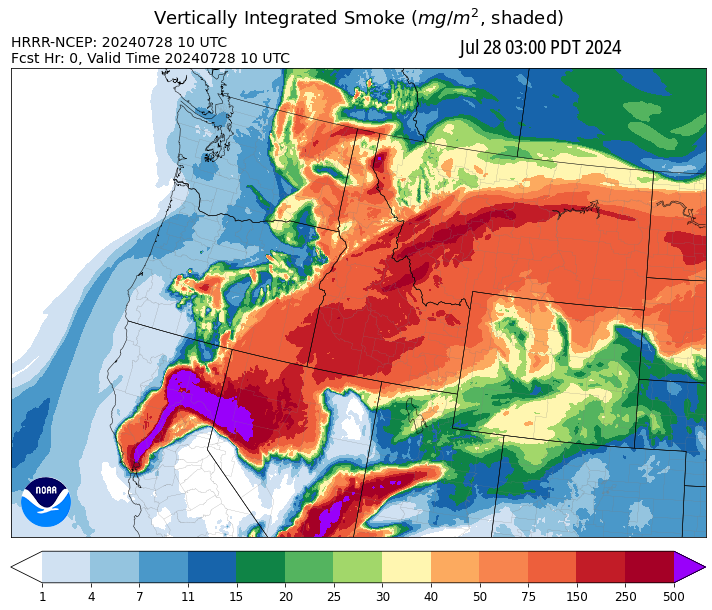 Vertically Integrated Smoke (mg/m², shaded)
HRRR-NCEP: 20240728 10 UTC
Fcst Hr: 0, Valid Time 20240728 10 UTC
Jul 28 03:00 PDT 2024
NOAA
1 4 7 11 15 20 25 30 40 50 75 150 250 500